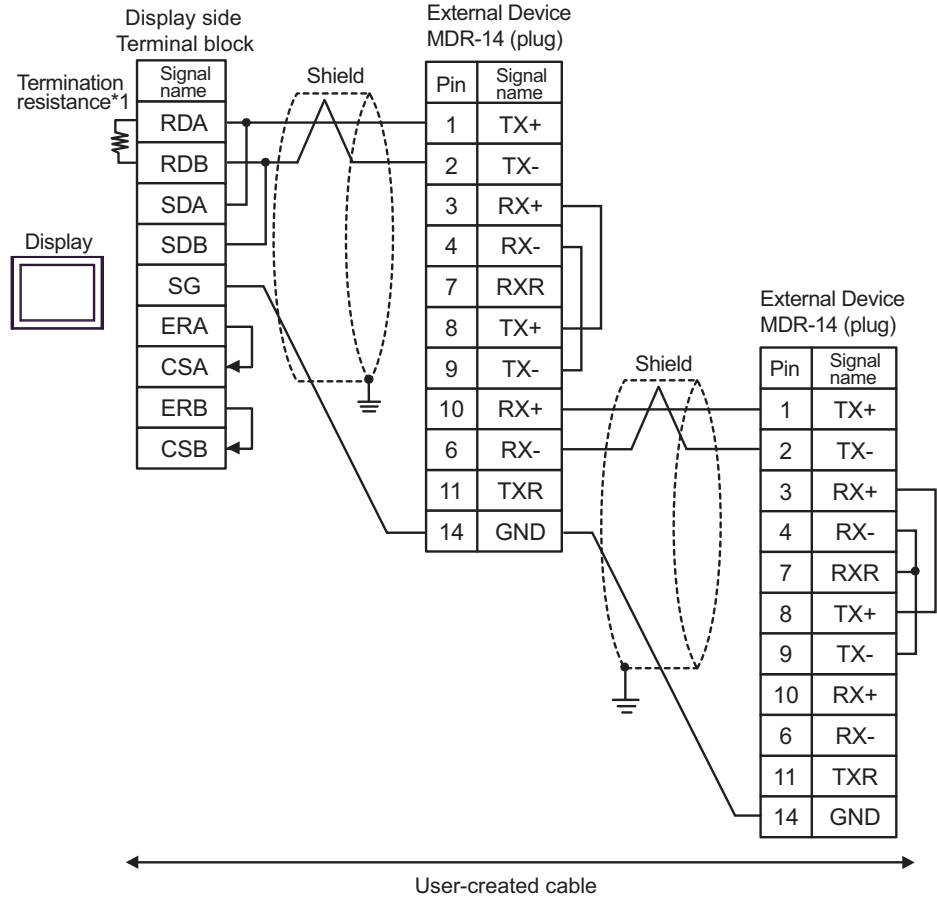 Display side
Terminal block
Termination
resistance*1
Signal
name
RDA
RDB
SDA
SDB
SG
ERA
CSA
ERB
CSB
Display
Shield
External Device
MDR-14 (plug)
Pin Signal
name
1 TX+
2 TX-
3 RX+
4 RX-
7 RXR
8 TX+
9 TX-
10 RX+
6 RX-
11 TXR
14 GND
Shield
External Device
MDR-14 (plug)
Pin Signal
name
1 TX+
2 TX-
3 RX+
4 RX-
7 RXR
8 TX+
9 TX-
10 RX+
6 RX-
11 TXR
14 GND
User-created cable